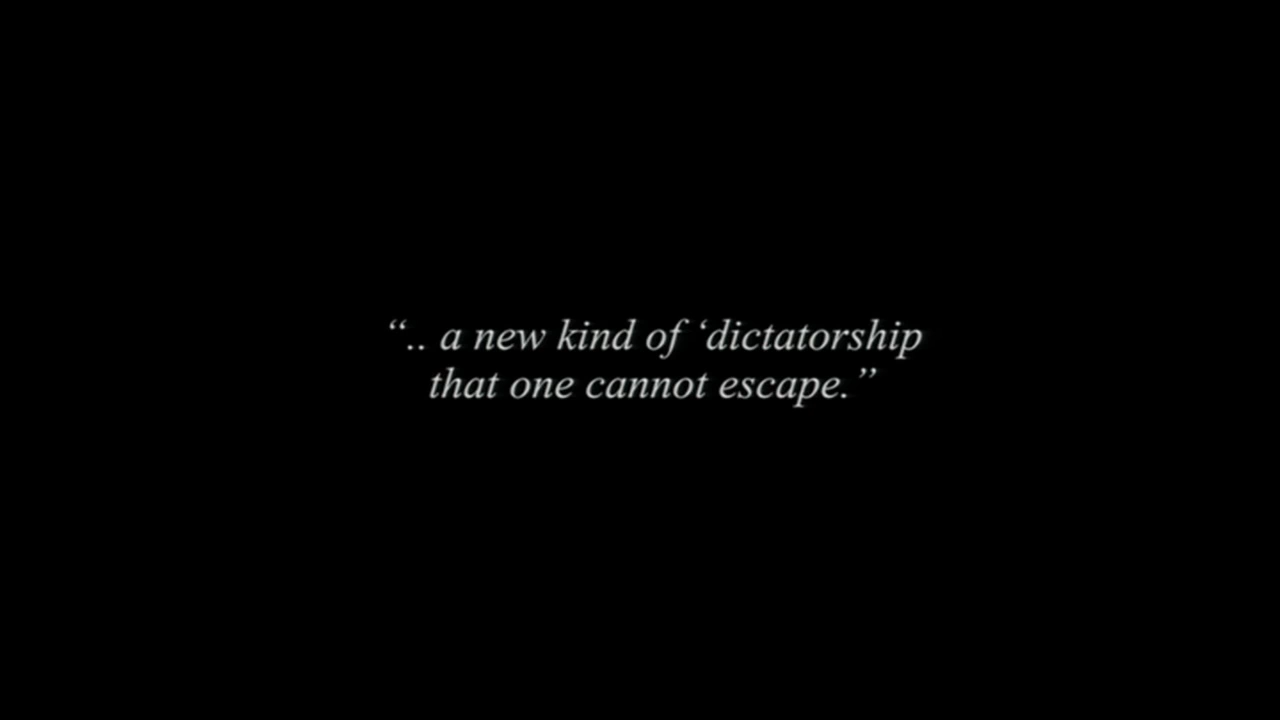 “.. a new kind of ‘dictatorship
that one cannot escape.”